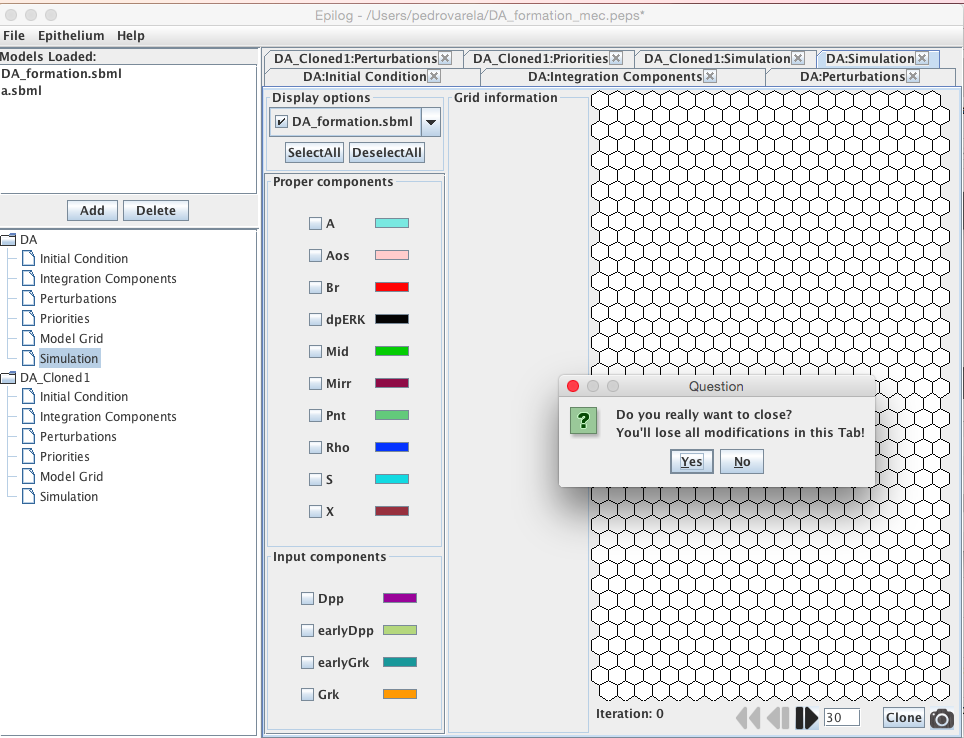 Epilog - /Users/pedrovarela/DA_formation_mec.peps*
File Epithelium Help
Models Loaded:
DA_formation.sbml
a.sbml
Add Delete
DA
Initial Condition
Integration Components
Perturbations
Priorities
Model Grid
Simulation
DA_Cloned1
Initial Condition
Integration Components
Perturbations
Priorities
Model Grid
Simulation
DA_Cloned1:Perturbations DA_Cloned1:Priorities DA_Cloned1:Simulation DA:Simulation
DA:Initial Condition DA:Integration Components DA:Perturbations
Display options
DA_formation.sbml
SelectAll DeselectAll
Proper components
A
Aos
Br
dpERK
Mid
Mirr
Pnt
Rho
S
X
Input components
Dpp
earlyDpp
earlyGrk
Grk
Grid information
Question
?
Do you really want to close?
You'll lose all modifications in this Tab!
Yes No
Iteration: 0
30
Clone